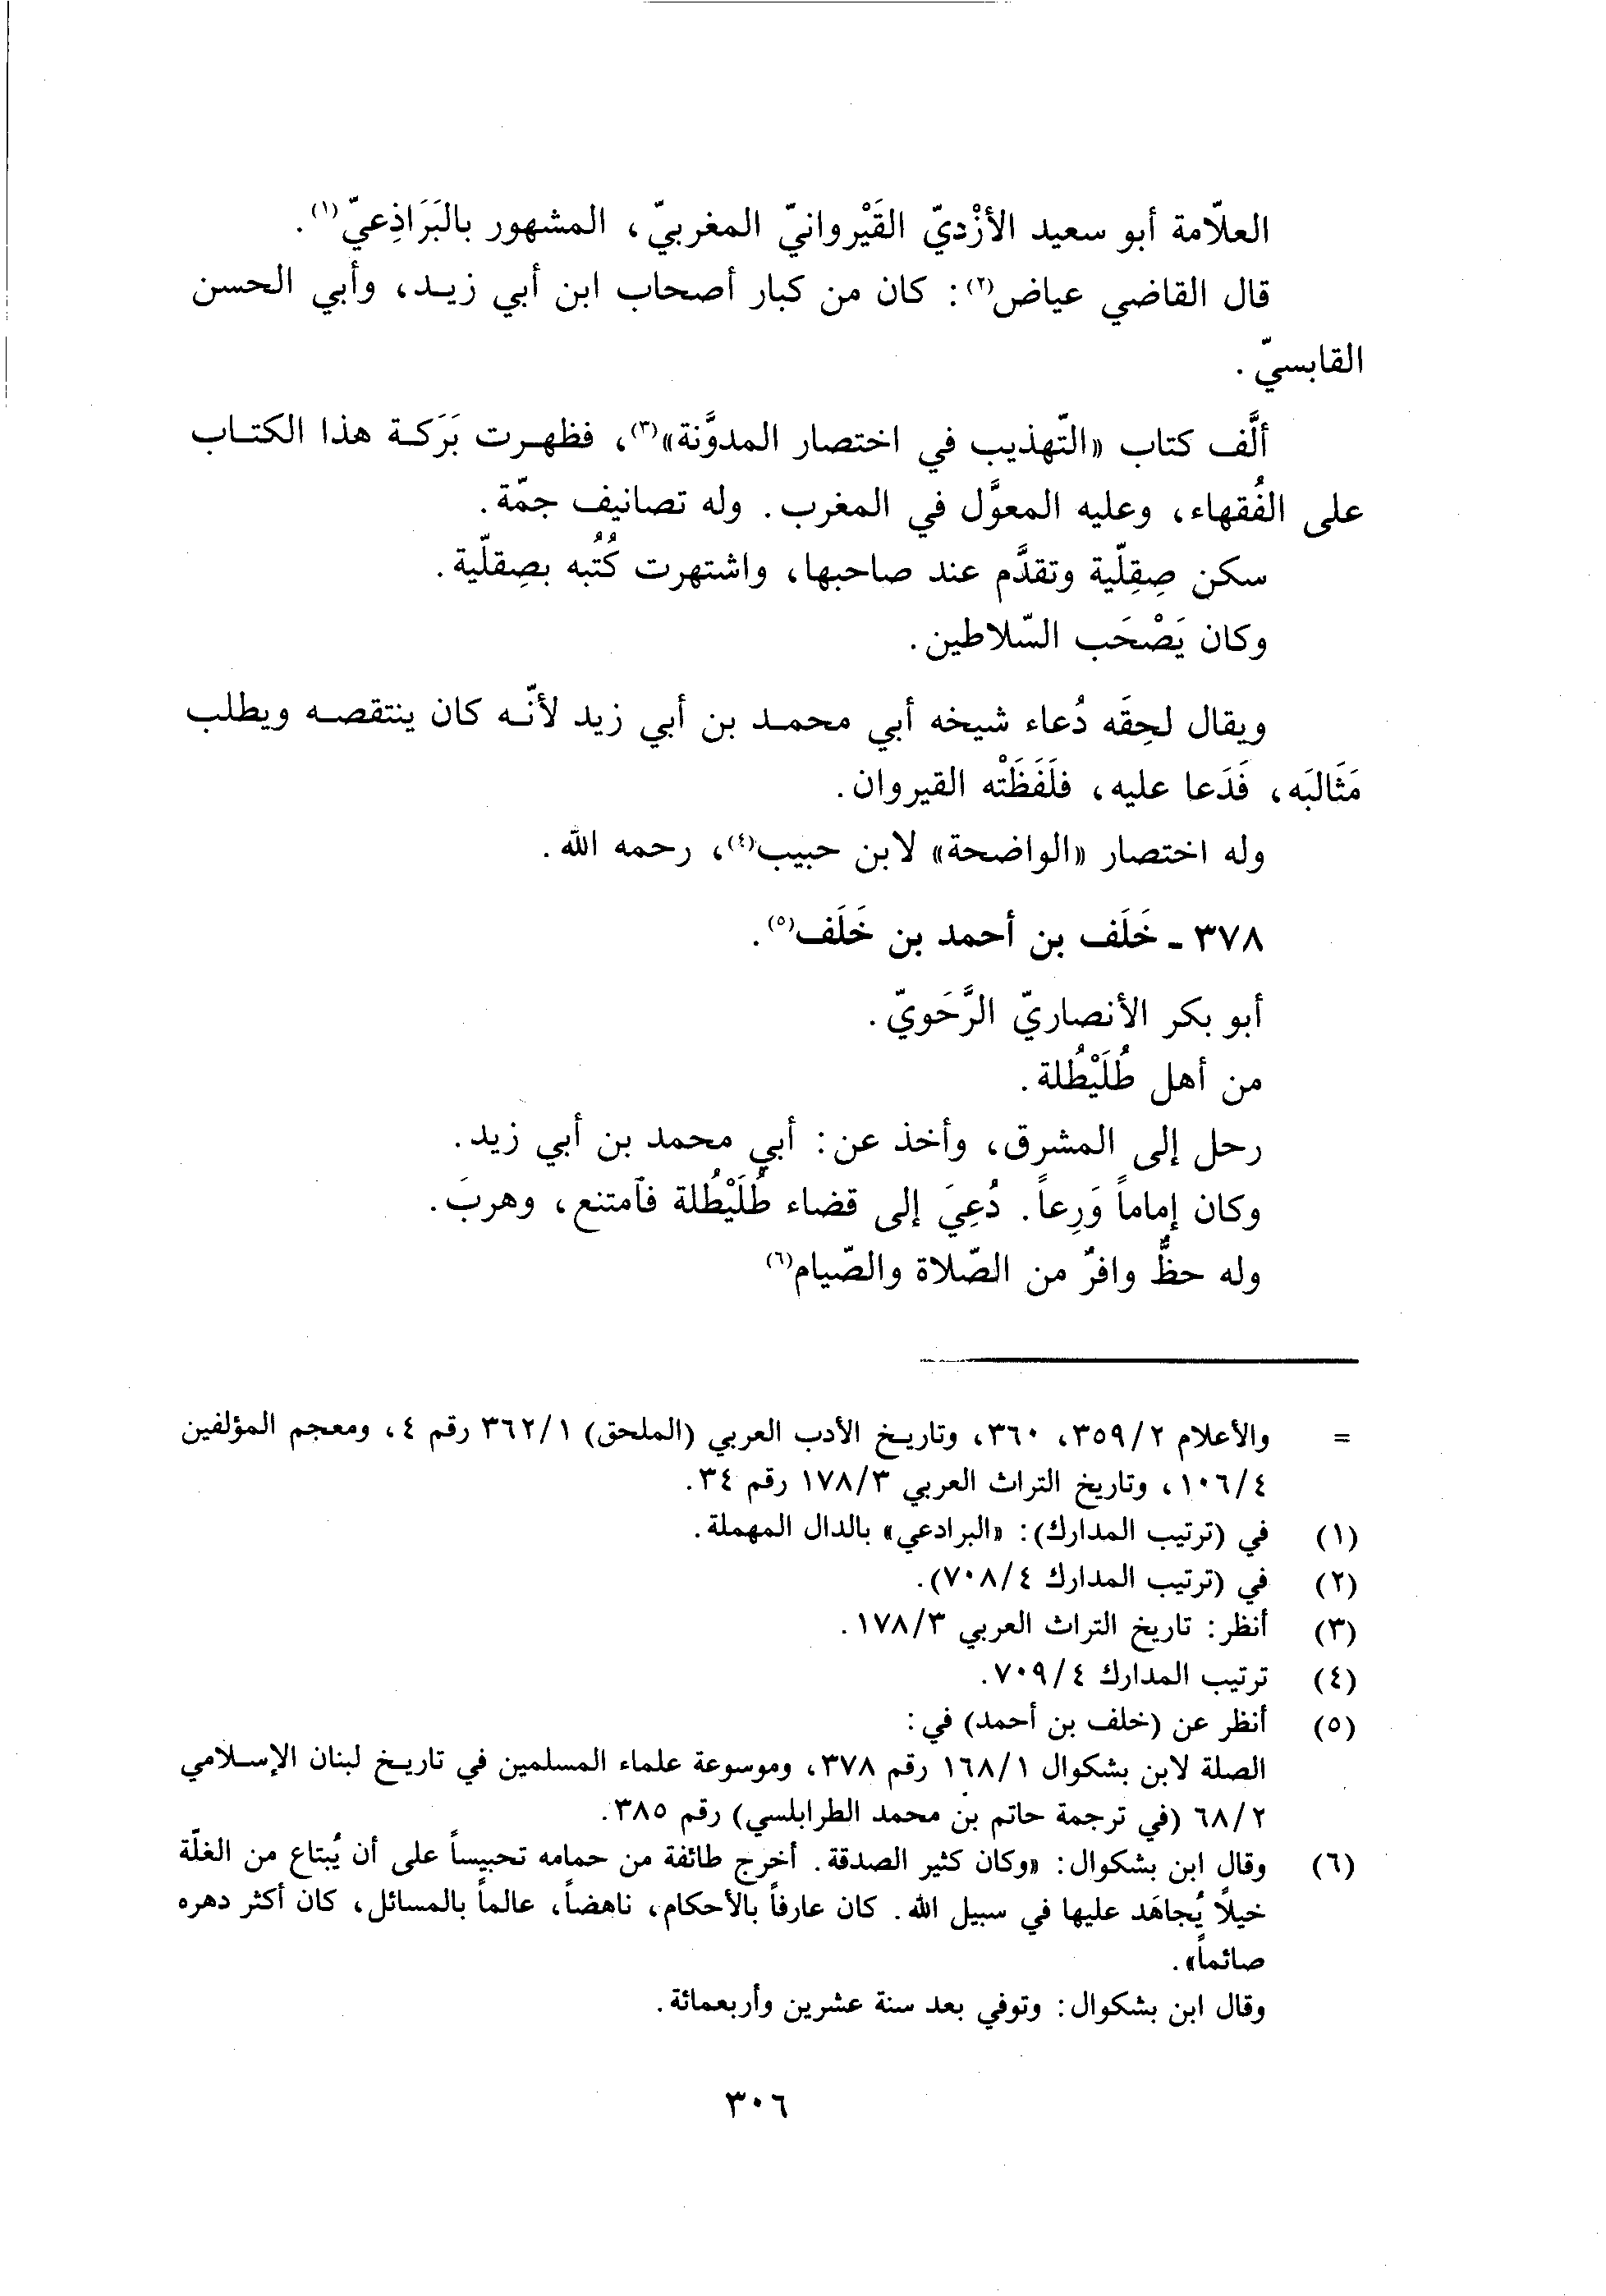 العلّامة أبو سعيد الأزْديّ القَيْروانيّ المغربيّ، المشهور بالبَرَاذِعيّ(١).
قال القاضي عياض(٢): كان من كبار أصحاب ابن أبي زيد، وأبي الحسن
القابسيّ.
ألَّف كتاب «التّهذيب في اختصار المدوَّنة»(٣)، فظهرت بَرَكة هذا الكتاب
على الفُقهاء، وعليه المعوَّل في المغرب. وله تصانيف جمّة.
سكن صِقِلّية وتقدَّم عند صاحبها، واشتهرت كُتُبه بصِقلّية.
وكان يَصْحَب السّلاطين.
ويقال لحِقَه دُعاء شيخه أبي محمد بن أبي زيد لأنّه كان ينتقصه ويطلب
مَثَالبَه، فَدَعا عليه، فلَفَظَتْه القيروان.
وله اختصار «الواضحة» لابن حبيب(٤)، رحمه الله.
٣٧٨ - خَلَف بن أحمد بن خَلَف(٥).
أبو بكر الأنصاريّ الرَّحَويّ.
من أهل طُلَيْطُلة.
رحل إلى المشرق، وأخذ عن: أبي محمد بن أبي زيد.
وكان إماماً وَرِعاً. دُعِيَ إلى قضاء طُلَيْطُلة فآمتنع، وهربَ.
وله حظٌّ وافرٌ من الصّلاة والصّيام(٦)
= والأعلام ٣٥٩/٢، ٣٦٠، وتاريخ الأدب العربي (الملحق) ٣٦٢/١ رقم ٤، ومعجم المؤلفين
١٠٦/٤، وتاريخ التراث العربي ١٧٨/٣ رقم ٣٤.
(١) في (ترتيب المدارك): «البرادعي» بالدال المهملة.
(٢) في (ترتيب المدارك ٧٠٨/٤).
(٣) أنظر: تاريخ التراث العربي ١٧٨/٣.
(٤) ترتيب المدارك ٧٠٩/٤.
(٥) أنظر عن (خلف بن أحمد) في:
الصلة لابن بشكوال ١٦٨/١ رقم ٣٧٨، وموسوعة علماء المسلمين في تاريخ لبنان الإسلامي
٦٨/٢ (في ترجمة حاتم بن محمد الطرابلسي) رقم ٣٨٥.
(٦) وقال ابن بشكوال: «وكان كثير الصدقة. أخرج طائفة من حمامه تحبيساً على أن يُبتاع من الغلّة
خيلًا يُجاهَد عليها في سبيل الله. كان عارفاً بالأحكام، ناهضاً، عالماً بالمسائل، كان أكثر دهره
صائماً».
وقال ابن بشكوال: وتوفي بعد سنة عشرين وأربعمائة.
٣٠٦